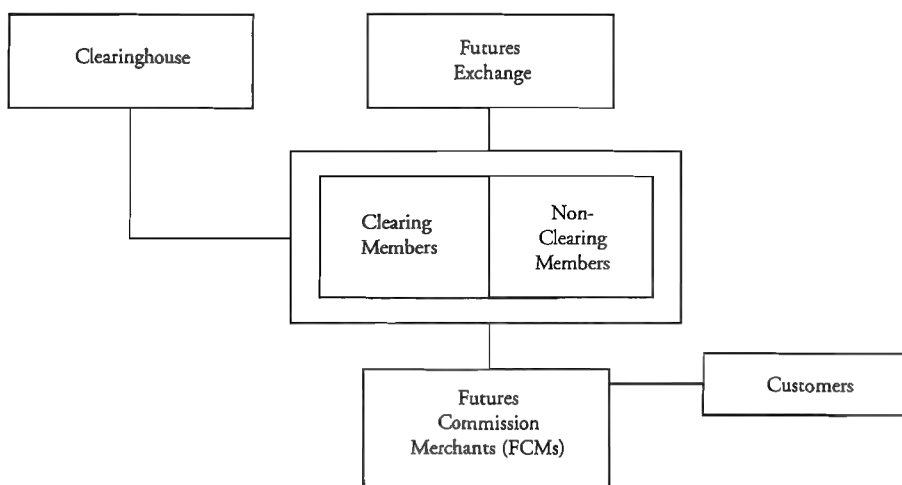 Clearinghouse
Futures
Exchange
Clearing
Members
Non-
Clearing
Members
Futures
Commission
Merchants (FCMs)
Customers